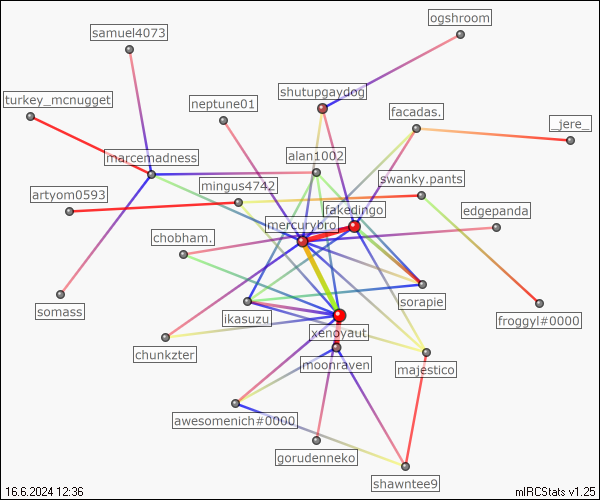 ogshroom
samuel4073
shutupgaydog
turkey_mcnugget
neptune01
facadas.
_jere_
alan1002
marcemadness
swanky.pants
mingus4742
artyom0593
fakedingo
edgepanda
mercurybro
chobham.
sorapie
somass
ikasuzu
froggyl#0000
xenoyaut
chunkzter
moonraven
majestico
awesomenich#0000
gorudenneko
shawntee9
16.6.2024 12:36
mIRCStats v1.25